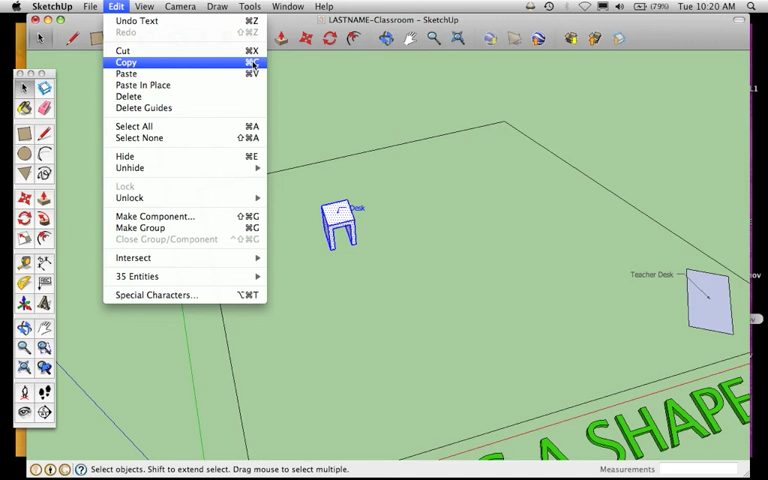 SketchUp File Edit View Camera Draw Tools Window Help (79%) Tue 10:20 AM
LASTNAME-Classroom - SketchUp
Undo Text ⌘Z
Redo ⇧⌘Z
Cut ⌘X
Copy ⌘C
Paste ⌘V
Paste In Place
Delete
Delete Guides
Select All ⌘A
Select None ⇧⌘A
Hide ⌘E
Unhide
Lock
Unlock
Make Component... ⇧⌘G
Make Group ⌘G
Close Group/Component ^⇧⌘G
Intersect
35 Entities
Special Characters... ⌥⌘T
Desk
Teacher Desk
A SHAPE
Select objects. Shift to extend select. Drag mouse to select multiple.
Measurements